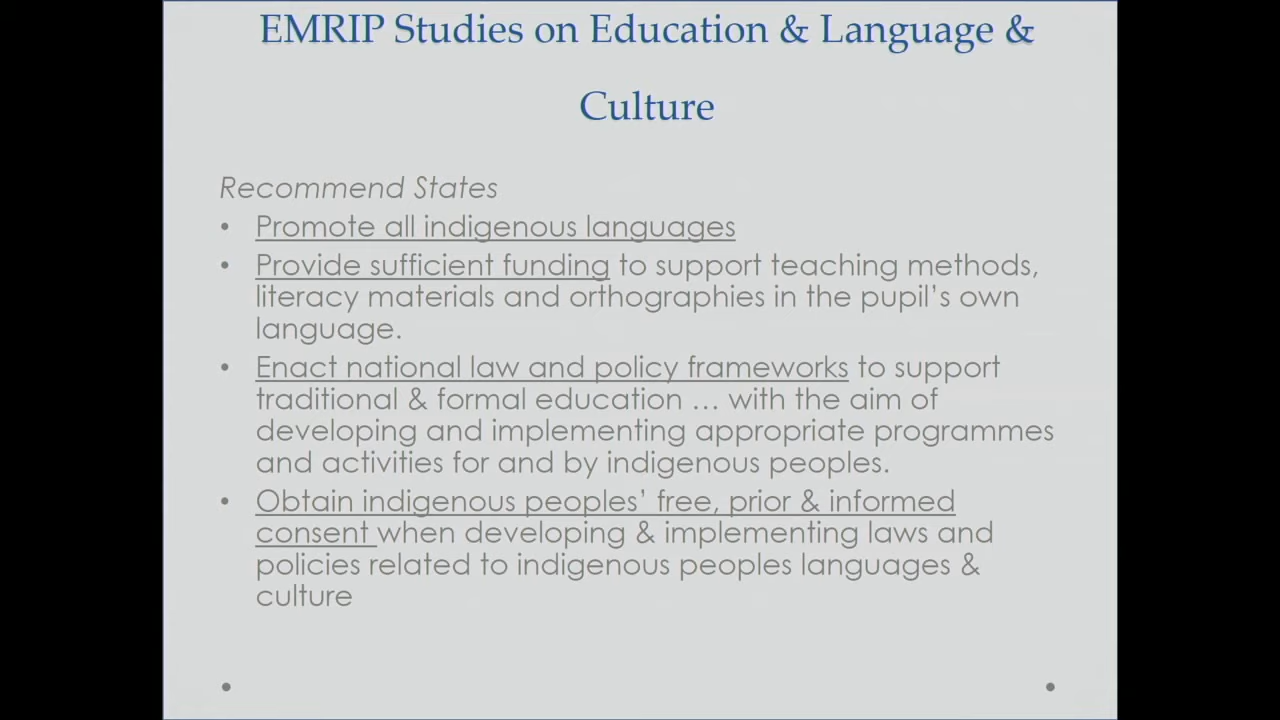 EMRIP Studies on Education & Language &
Culture
Recommend States
• Promote all indigenous languages
• Provide sufficient funding to support teaching methods,
literacy materials and orthographies in the pupil’s own
language.
• Enact national law and policy frameworks to support
traditional & formal education … with the aim of
developing and implementing appropriate programmes
and activities for and by indigenous peoples.
• Obtain indigenous peoples’ free, prior & informed
consent when developing & implementing laws and
policies related to indigenous peoples languages &
culture